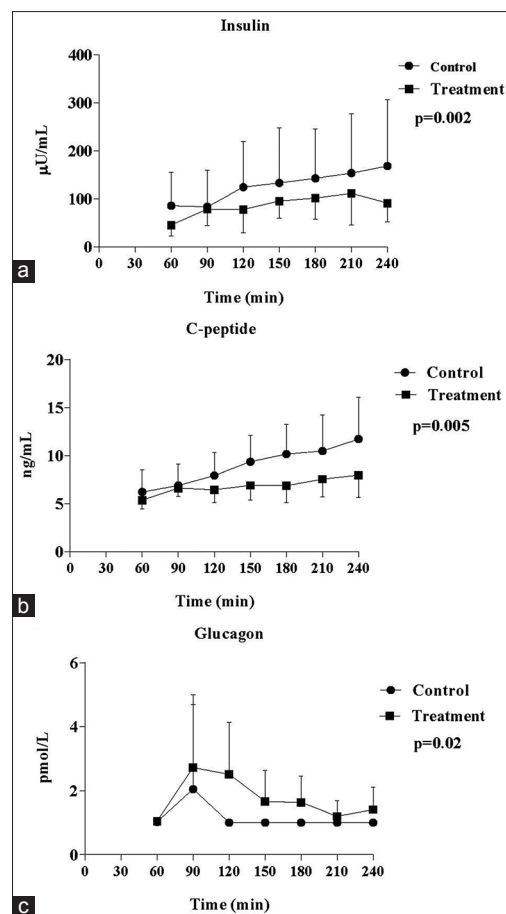 Insulin
400
300
200
100
0
µU/mL
0 30 60 90 120 150 180 210 240
Time (min)
Control
Treatment
p=0.002
a
C-peptide
20
15
10
5
0
ng/mL
0 30 60 90 120 150 180 210 240
Time (min)
Control
Treatment
p=0.005
b
Glucagon
6
4
2
0
pmol/L
0 30 60 90 120 150 180 210 240
Time (min)
Control
Treatment
p=0.02
c